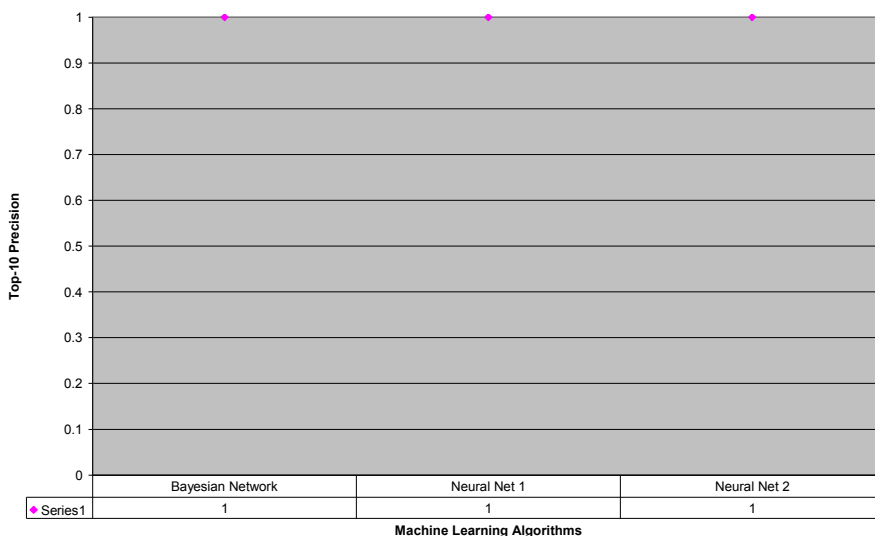 1
0.9
0.8
0.7
0.6
0.5
0.4
0.3
0.2
0.1
0
Top-10 Precision
Bayesian Network Neural Net 1 Neural Net 2
Series1 1 1 1
Machine Learning Algorithms